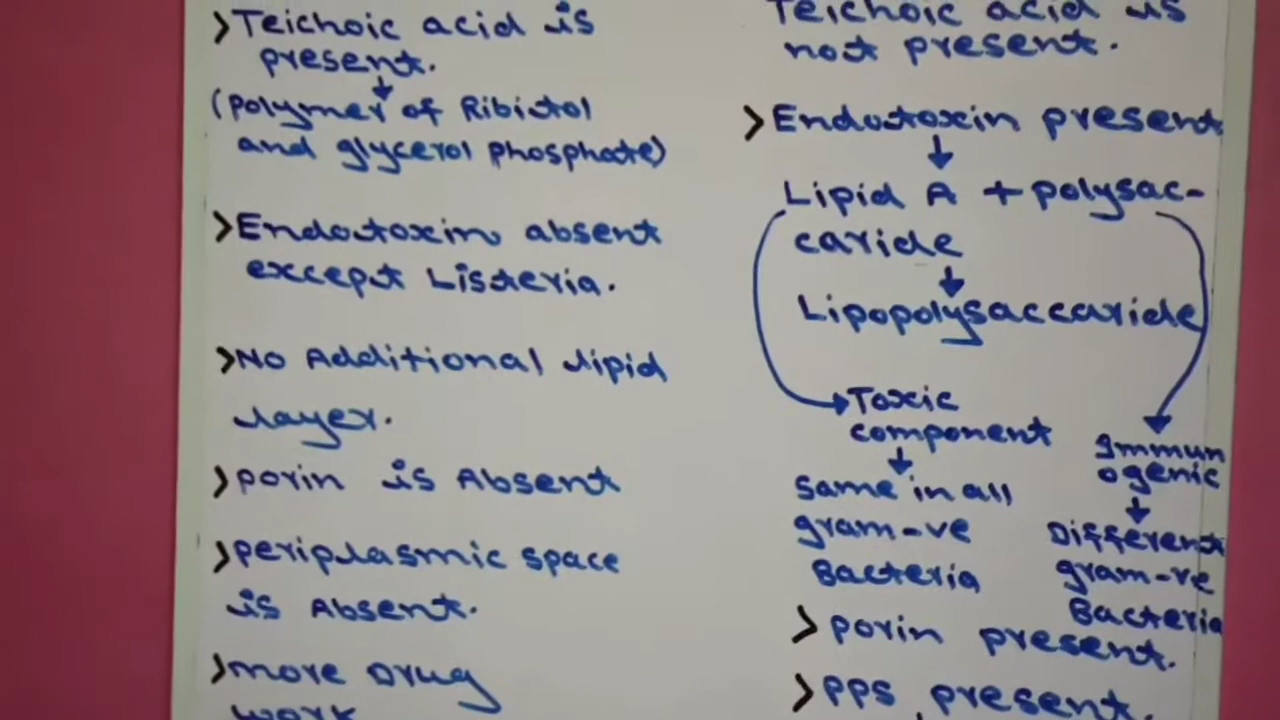 >Teichoic acid is
present.
(polymer of Ribitol
and glycerol phosphate)
>Endotoxin absent
except Listeria.
>No Additional lipid
layer.
>porin is Absent
>periplasmic space
is Absent.
>more Drug
work
Teichoic acid is
not present.
>Endotoxin present
Lipid A + polysac-
caride
Lipopolysaccaride
Toxic
component
same in all
gram-ve
Bacteria
Immun
ogenic
Different
gram-ve
Bacteria
>porin present.
>PPS present.